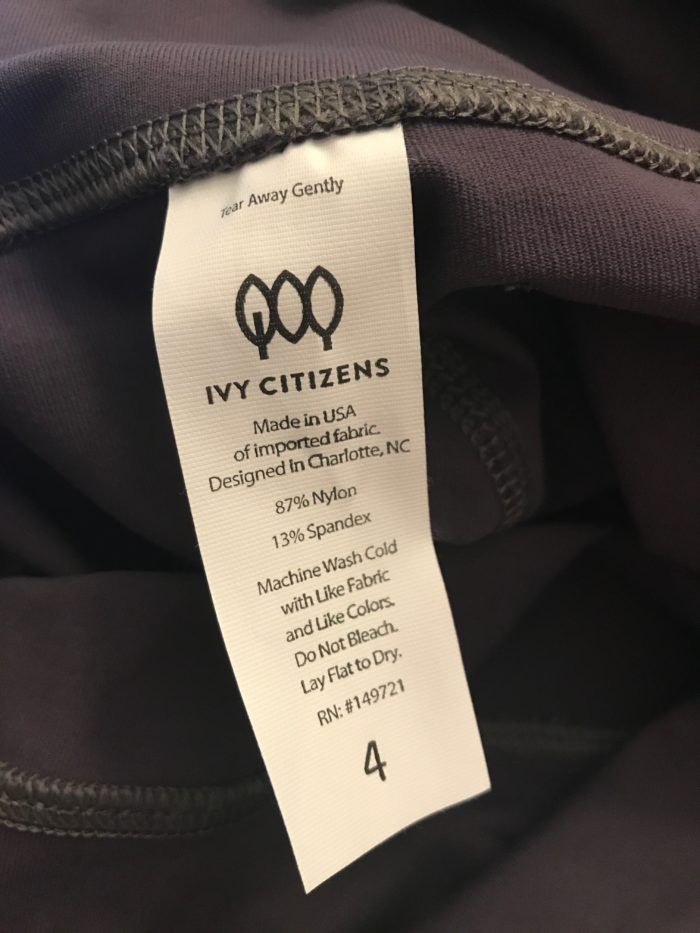 Tear Away Gently
IVY CITIZENS
Made in USA
of imported fabric.
Designed in Charlotte, NC
87% Nylon
13% Spandex
Machine Wash Cold
with Like Fabric
and Like Colors.
Do Not Bleach.
Lay Flat to Dry.
RN: #149721
4